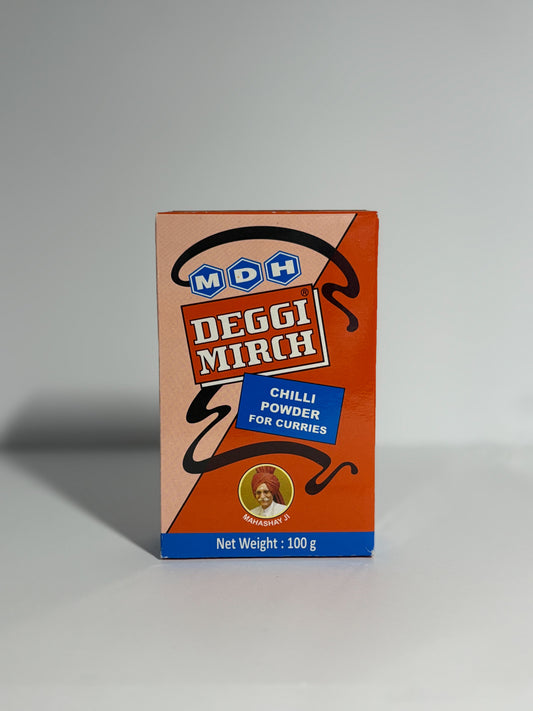 MDH
DEGGI®
MIRCH
CHILLI
POWDER
FOR CURRIES
MAHASHAY JI
Net Weight : 100 g